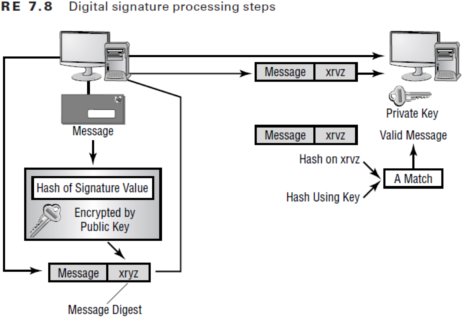 RE 7.8 Digital signature processing steps
Message xrvz
Private Key
Message
Message xrvz
Valid Message
Hash on xrvz
A Match
Hash of Signature Value
Hash Using Key
Encrypted by
Public Key
Message xryz
Message Digest